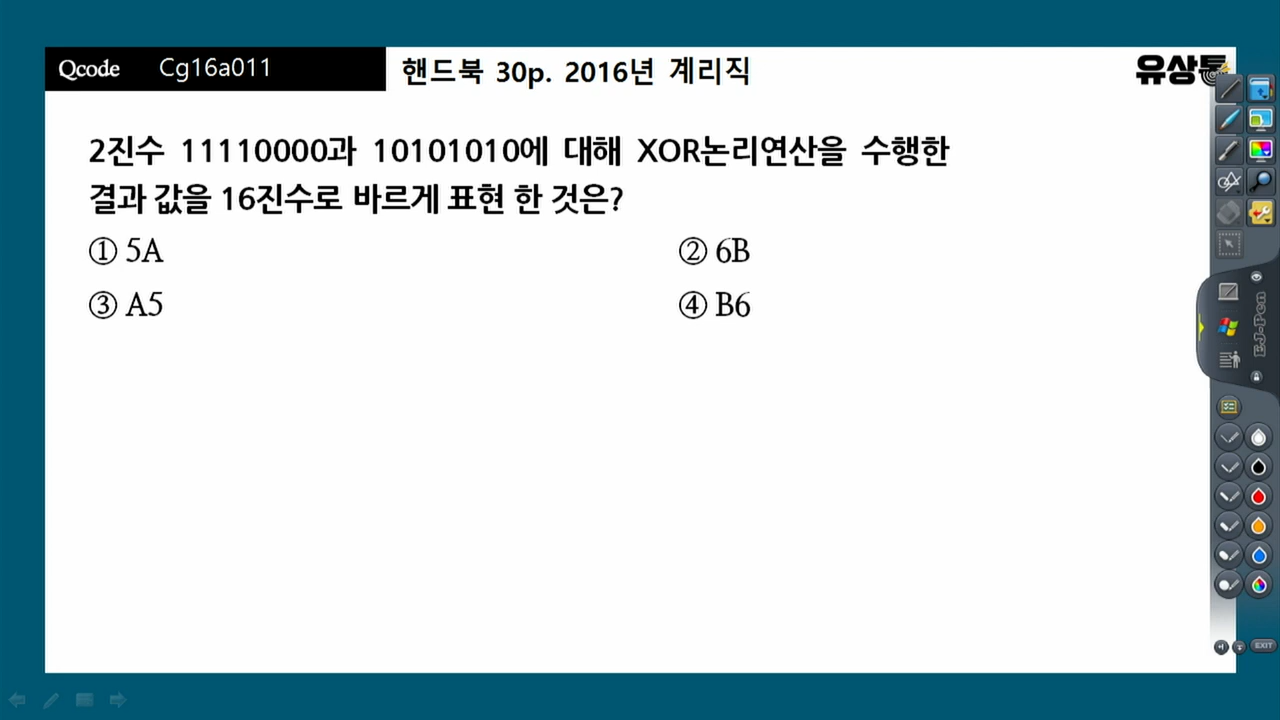 Qcode Cg16a011 핸드북 30p. 2016년 계리직 유상통
2진수 11110000과 10101010에 대해 XOR논리연산을 수행한
결과 값을 16진수로 바르게 표현 한 것은?
① 5A ② 6B
③ A5 ④ B6
EJ-Pen
EXIT